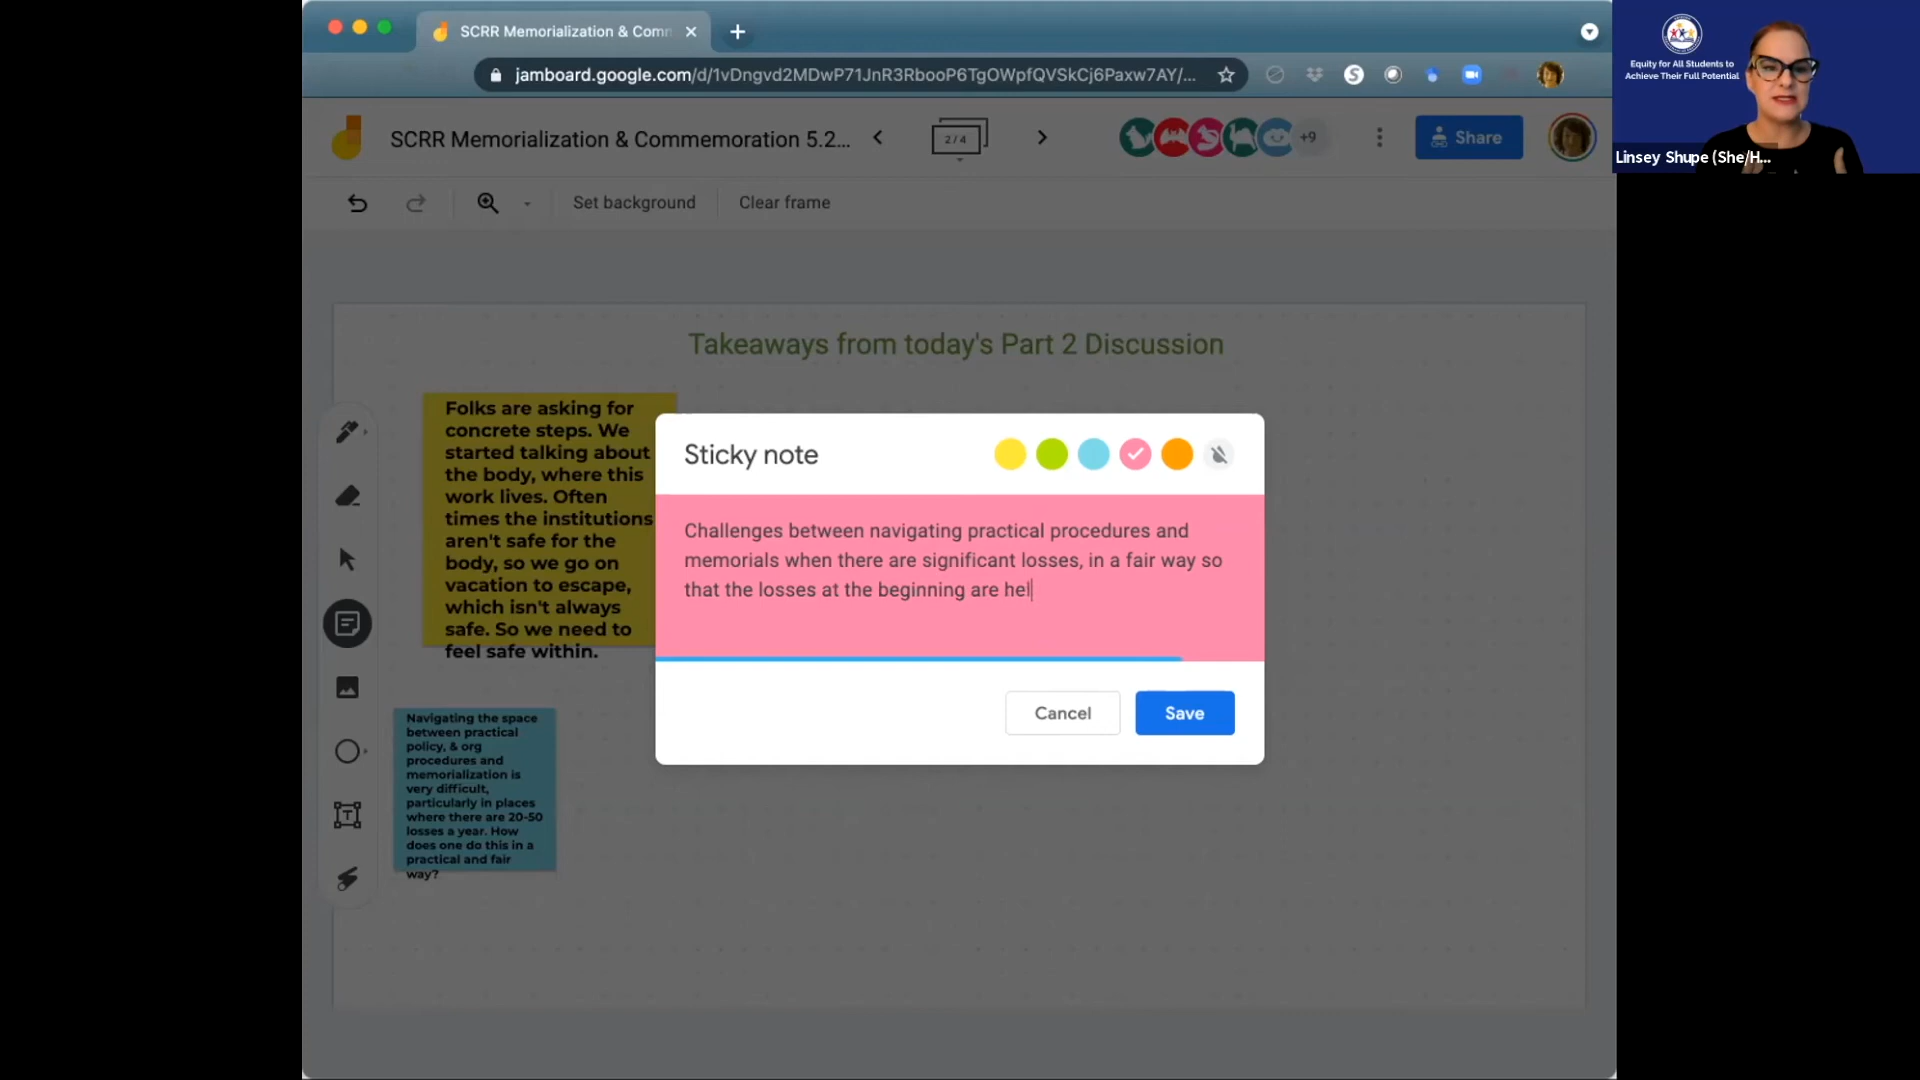 SCRR Memorialization & Comm
jamboard.google.com/d/1vDngvd2MDwP71JnR3RbooP6TgOWpfQVSkCj6Paxw7AY/...
SCRR Memorialization & Commemoration 5.2...
2/4
+9
Share
Set background
Clear frame
Takeaways from today's Part 2 Discussion
Folks are asking for
concrete steps. We
started talking about
the body, where this
work lives. Often
times the institutions
aren't safe for the
body, so we go on
vacation to escape,
which isn't always
safe. So we need to
feel safe within.
Navigating the space
between practical
policy, & org
procedures and
memorialization is
very difficult,
particularly in places
where there are 20-50
losses a year. How
does one do this in a
practical and fair
way?
Sticky note
Challenges between navigating practical procedures and
memorials when there are significant losses, in a fair way so
that the losses at the beginning are hel
Cancel
Save
Equity for All Students to
Achieve Their Full Potential
Linsey Shupe (She/H...